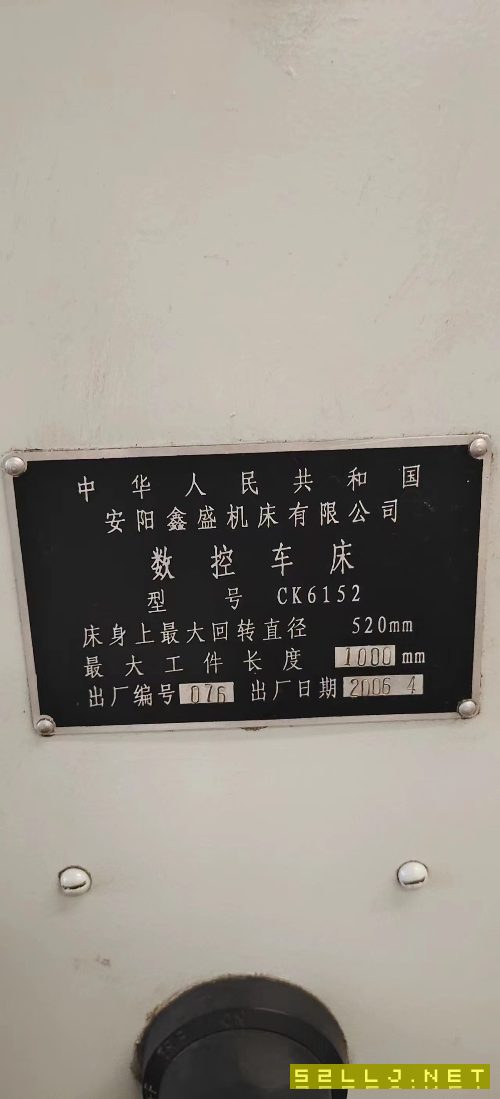 中华人民共和国
安阳鑫盛机床有限公司
数控车床
型号 CK6152
床身上最大回转直径 520mm
最大工件长度 1000mm
出厂编号 076 出厂日期 2006 4
52LLJ.NET